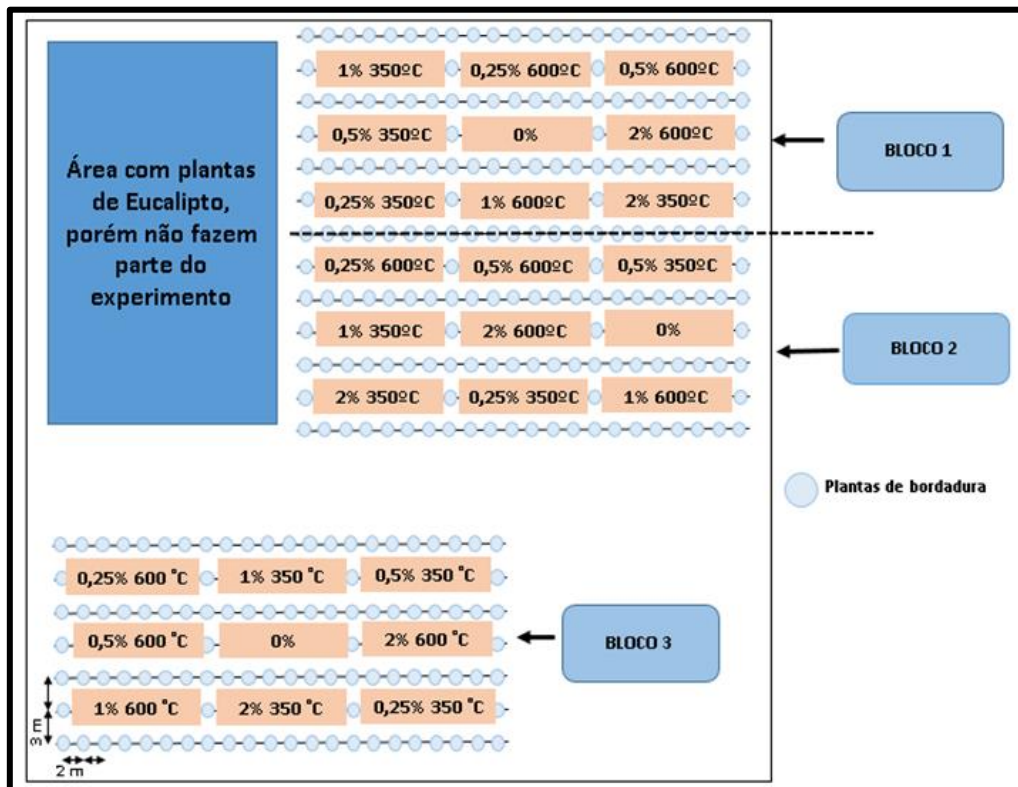 Área com plantas
de Eucalipto,
porém não fazem
parte do
experimento
1% 350ºC 0,25% 600ºC 0,5% 600ºC
0,5% 350ºC 0% 2% 600ºC
0,25% 350ºC 1% 600ºC 2% 350ºC
BLOCO 1
0,25% 600ºC 0,5% 600ºC 0,5% 350ºC
1% 350ºC 2% 600ºC 0%
2% 350ºC 0,25% 350ºC 1% 600ºC
BLOCO 2
Plantas de bordadura
0,25% 600 °C 1% 350 °C 0,5% 350 °C
0,5% 600 °C 0% 2% 600 °C
1% 600 °C 2% 350 °C 0,25% 350 °C
BLOCO 3
3 m
2 m